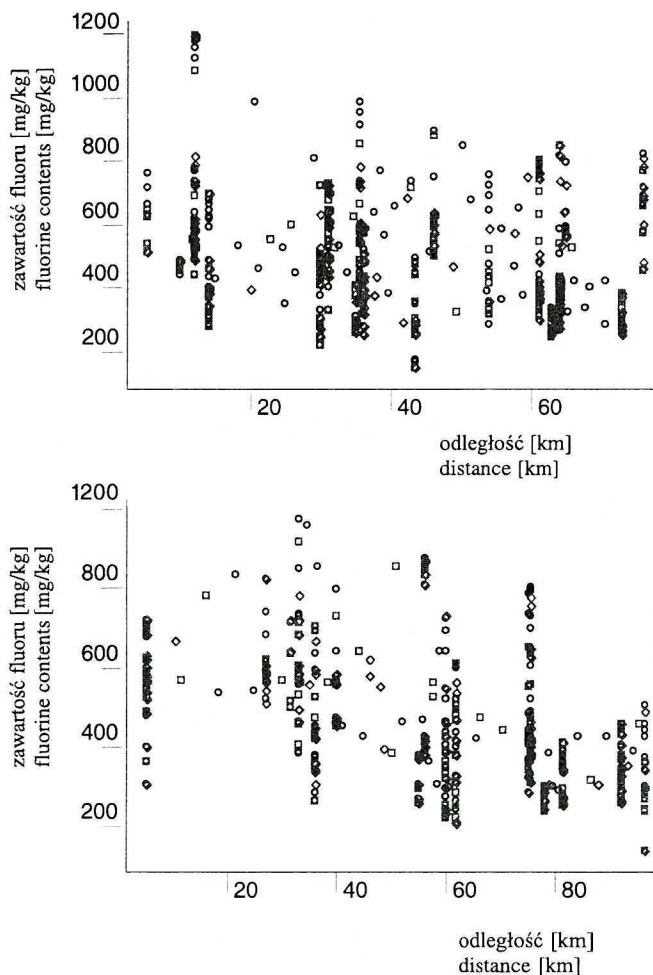 1200
1000
800
600
400
200
zawartość fluoru [mg/kg]
fluorine contents [mg/kg]
20
40
60
odległość [km]
distance [km]
1200
800
600
400
200
zawartość fluoru [mg/kg]
fluorine contents [mg/kg]
20
40
60
80
odległość [km]
distance [km]